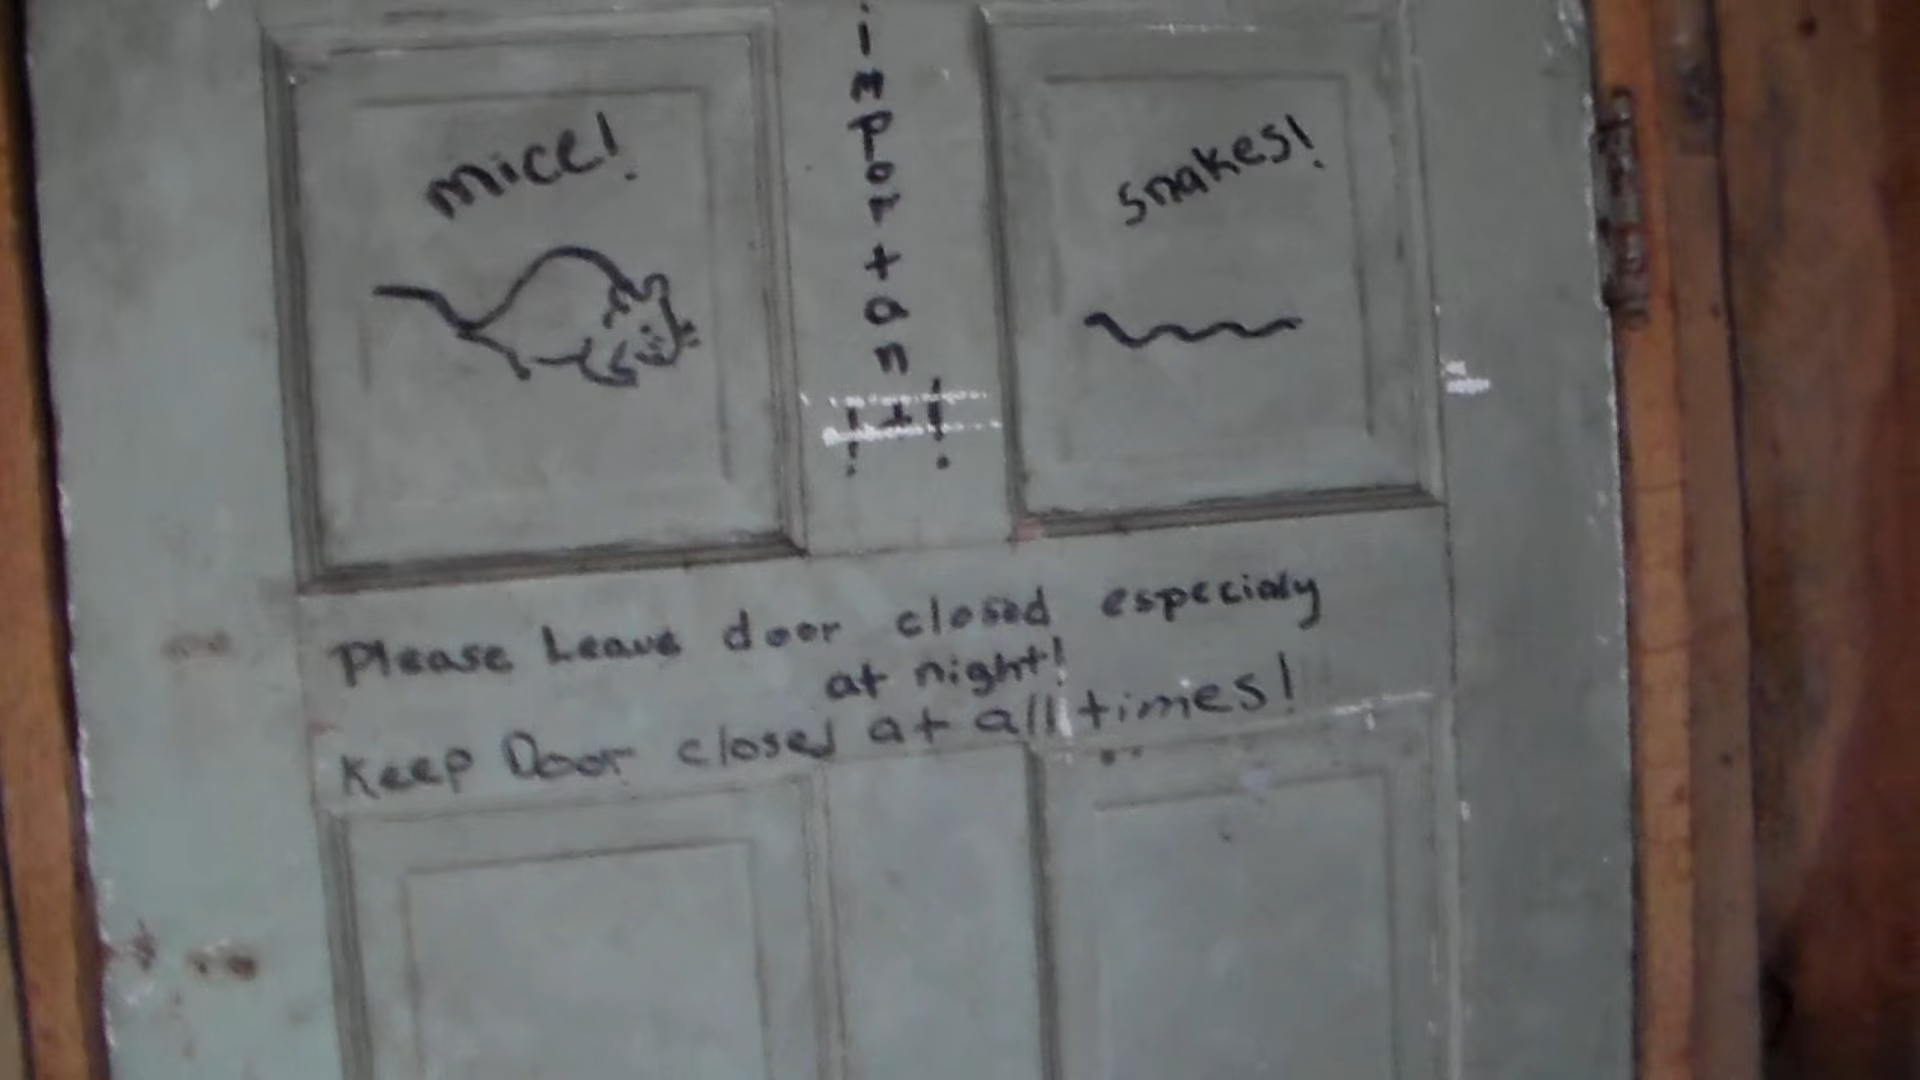 mice!
important!!
snakes!
Please Leave door closed especialy
at night!
Keep Door closed at all times!